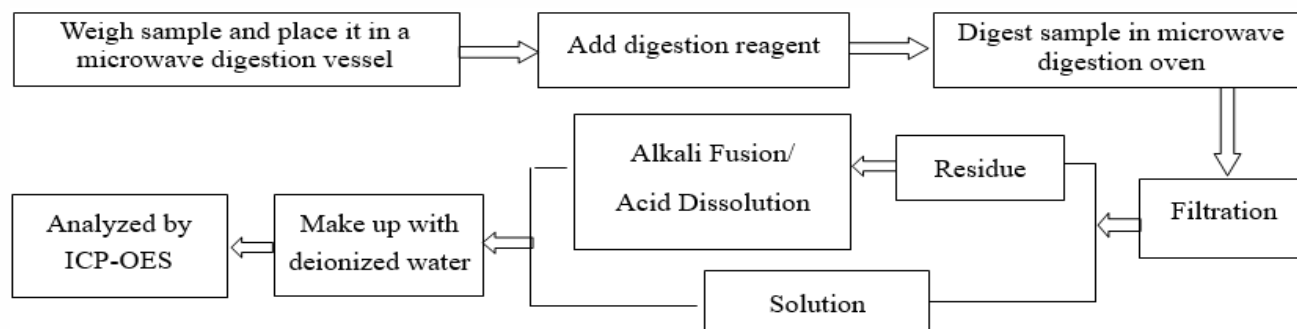 Weigh sample and place it in a
microwave digestion vessel
Add digestion reagent
Digest sample in microwave
digestion oven
Filtration
Residue
Alkali Fusion/
Acid Dissolution
Solution
Make up with
deionized water
Analyzed by
ICP-OES